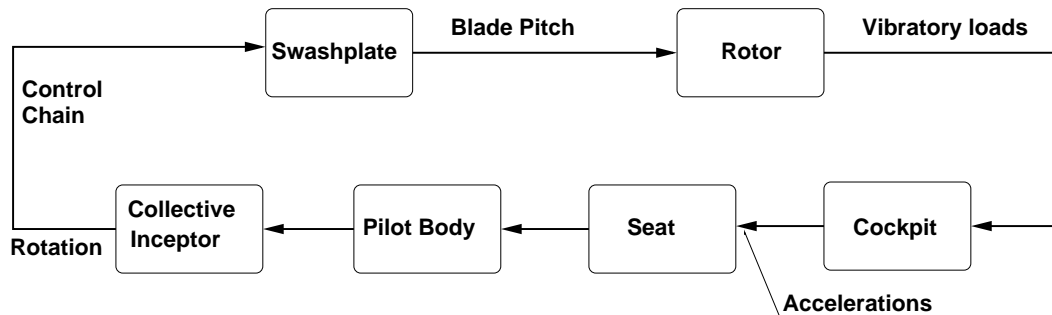 Blade Pitch
Vibratory loads
Swashplate
Rotor
Control
Chain
Collective
Inceptor
Pilot Body
Seat
Cockpit
Rotation
Accelerations